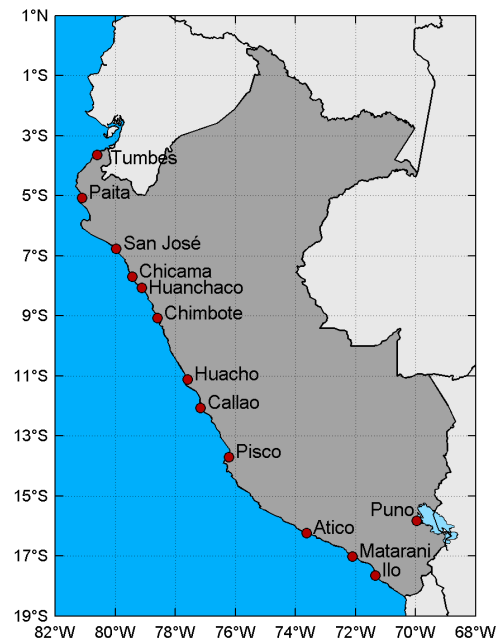 1°N
1°S
3°S
Tumbes
5°S
Paita
7°S
San José
Chicama
Huanchaco
9°S
Chimbote
11°S
Huacho
Callao
13°S
Pisco
15°S
Puno
Atico
17°S
Matarani
Ilo
19°S
82°W 80°W 78°W 76°W 74°W 72°W 70°W 68°W